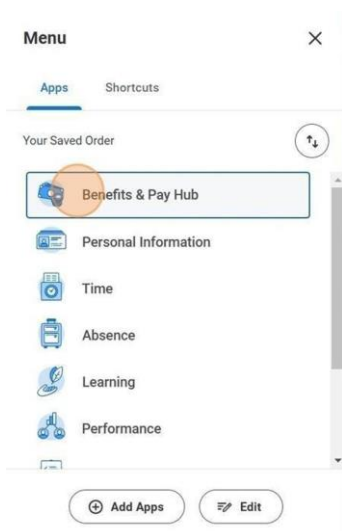 Menu
Apps Shortcuts
Your Saved Order
Benefits & Pay Hub
Personal Information
Time
Absence
Learning
Performance
Add Apps Edit